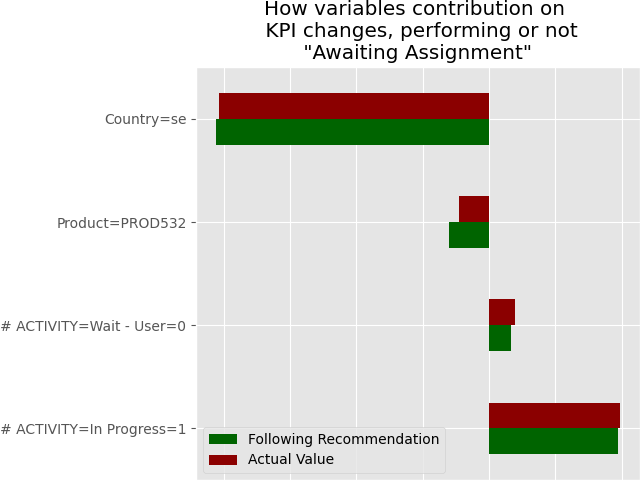 How variables contribution on
KPI changes, performing or not
"Awaiting Assignment"
Country=se
Product=PROD532
# ACTIVITY=Wait - User=0
# ACTIVITY=In Progress=1
Following Recommendation
Actual Value